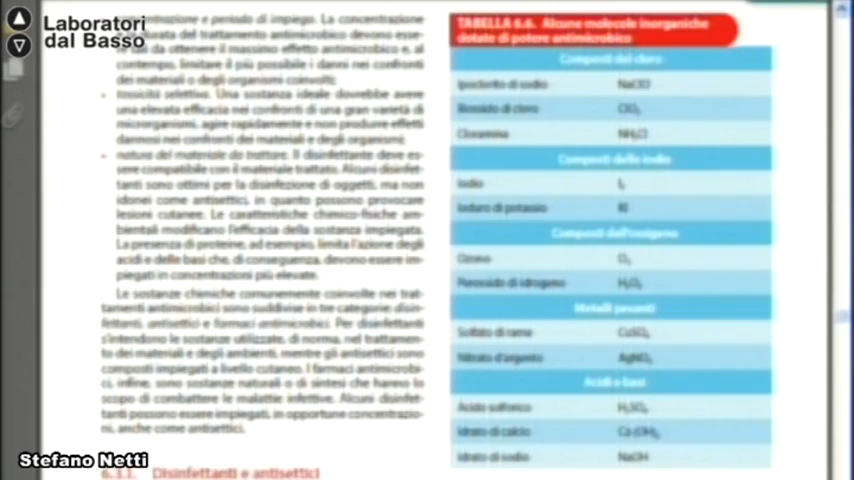 Laboratori
dal Basso
concentrazione e periodo di impiego. La concentrazione
e la durata del trattamento antimicrobico devono esse-
re tali da ottenere il massimo effetto antimicrobico e, al
contempo, limitare il più possibile i danni nei confronti
dei materiali o degli organismi coinvolti;
- tossicità selettiva. Una sostanza ideale dovrebbe avere
una elevata efficacia nei confronti di una gran varietà di
microrganismi, agire rapidamente e non produrre effetti
dannosi nei confronti dei materiali e degli organismi;
- natura del materiale da trattare. Il disinfettante deve es-
sere compatibile con il materiale trattato. Alcuni disinfet-
tanti sono ottimi per la disinfezione di oggetti, ma non
idonei come antisettici, in quanto possono provocare
lesioni cutanee. Le caratteristiche chimico-fisiche am-
bientali modificano l'efficacia della sostanza impiegata.
La presenza di proteine, ad esempio, limita l'azione degli
acidi e delle basi che, di conseguenza, devono essere im-
piegati in concentrazioni più elevate.
Le sostanze chimiche comunemente coinvolte nei trat-
tamenti antimicrobici sono suddivise in tre categorie: disin-
fettanti, antisettici e farmaci antimicrobici. Per disinfettanti
s'intendono le sostanze utilizzate, di norma, nel trattamen-
to dei materiali e degli ambienti, mentre gli antisettici sono
composti impiegati a livello cutaneo. I farmaci antimicrobi-
ci, infine, sono sostanze naturali o di sintesi che hanno lo
scopo di combattere le malattie infettive. Alcuni disinfet-
tanti possono essere impiegati, in opportune concentrazio-
ni, anche come antisettici.
6.3.1. Disinfettanti e antisettici
TABELLA 6.6. Alcune molecole inorganiche
dotate di potere antimicrobico
Composti del cloro
Ipoclorito di sodio NaClO
Biossido di cloro ClO₂
Cloramina NH₂Cl
Composti dello iodio
Iodio I₂
Ioduro di potassio KI
Composti dell'ossigeno
Ozono O₃
Perossido di idrogeno H₂O₂
Metalli pesanti
Solfato di rame CuSO₄
Nitrato d'argento AgNO₃
Acidi e basi
Acido solforico H₂SO₄
Idrato di calcio Ca(OH)₂
Idrato di sodio NaOH
Stefano Netti